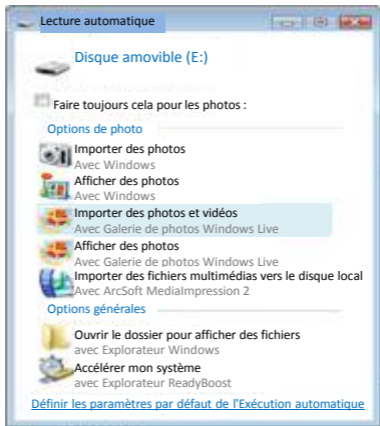 Lecture automatique
Disque amovible (E:)
Faire toujours cela pour les photos :
Options de photo
Importer des photos
Avec Windows
Afficher des photos
Avec Windows
Importer des photos et vidéos
Avec Galerie de photos Windows Live
Afficher des photos
Avec Galerie de photos Windows Live
Importer des fichiers multimédias vers le disque local
Avec ArcSoft MediaImpression 2
Options générales
Ouvrir le dossier pour afficher des fichiers
avec Explorateur Windows
Accélérer mon système
avec Explorateur ReadyBoost
Définir les paramètres par défaut de l'Exécution automatique